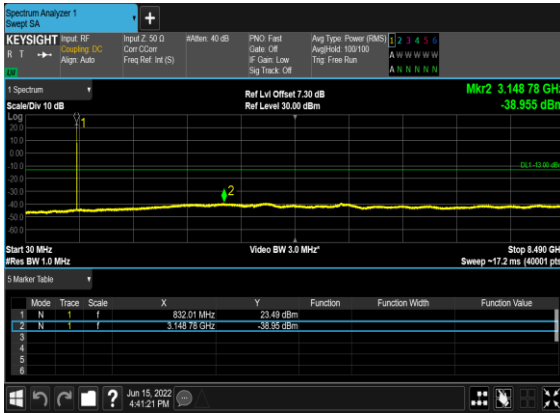 Spectrum Analyzer 1
Swept SA
KEYSIGHT Input: RF Input Z: 50 Ω #Atten: 40 dB PNO: Fast Avg Type: Power (RMS) 1 2 3 4 5 6
R T Coupling: DC Corr CCorr Gate: Off Avg|Hold: 100/100 A W W W W W
Align: Auto Freq Ref: Int (S) IF Gain: Low Trig: Free Run
LXI Sig Track: Off A N N N N N
1 Spectrum Ref Lvl Offset 7.30 dB Mkr2 3.148 78 GHz
Scale/Div 10 dB Ref Level 30.00 dBm -38.955 dBm
Log
20.0 1
10.0
0.00
-10.0 DL1 -13.00 dBm
-20.0
-30.0 2
-40.0
-50.0
-60.0
Start 30 MHz Video BW 3.0 MHz* Stop 8.490 GHz
#Res BW 1.0 MHz Sweep ~17.2 ms (40001 pts)
5 Marker Table
Mode Trace Scale X Y Function Function Width Function Value
1 N 1 f 832.01 MHz 23.49 dBm
2 N 1 f 3.148 78 GHz -38.95 dBm
3
4
5
6
? Jun 15, 2022
4:41:21 PM